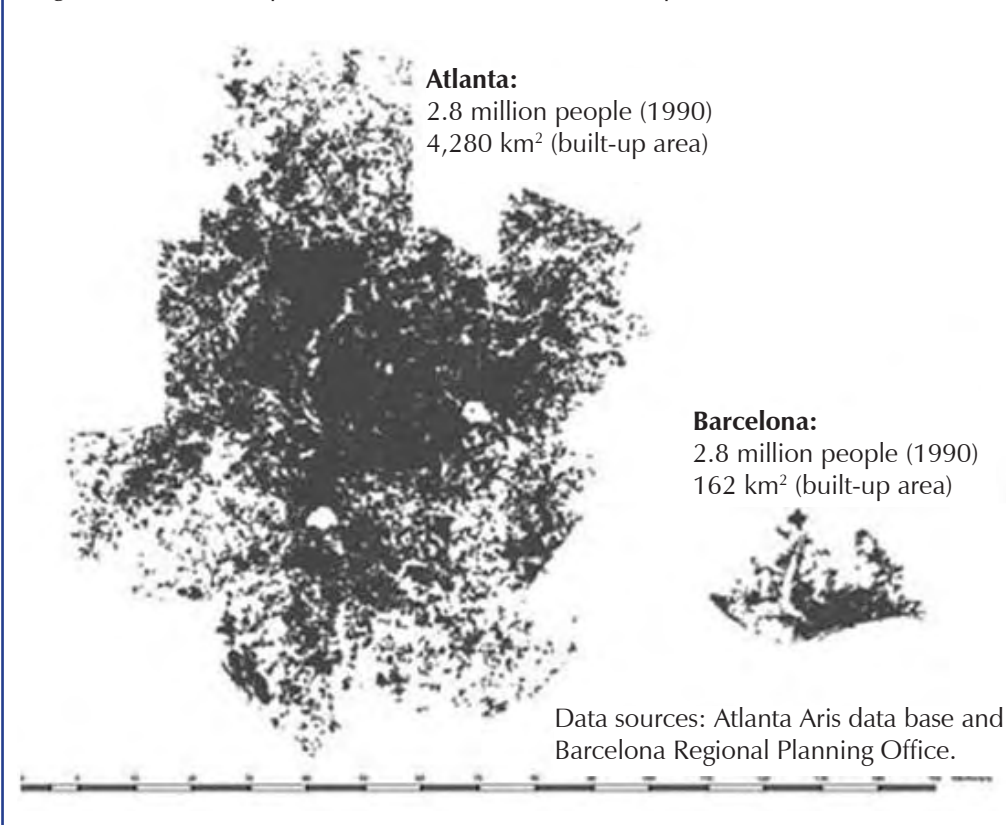 Atlanta:
2.8 million people (1990)
4,280 km² (built-up area)
Barcelona:
2.8 million people (1990)
162 km² (built-up area)
Data sources: Atlanta Aris data base and
Barcelona Regional Planning Office.